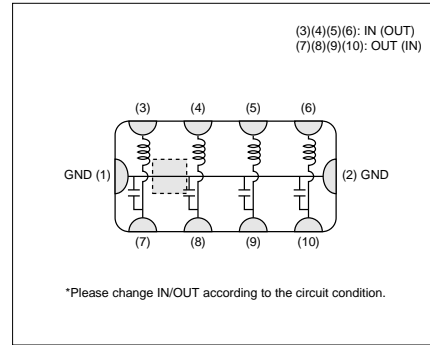 (3)(4)(5)(6): IN (OUT)
(7)(8)(9)(10): OUT (IN)
(3) (4) (5) (6)
GND (1) (2) GND
(7) (8) (9) (10)
*Please change IN/OUT according to the circuit condition.